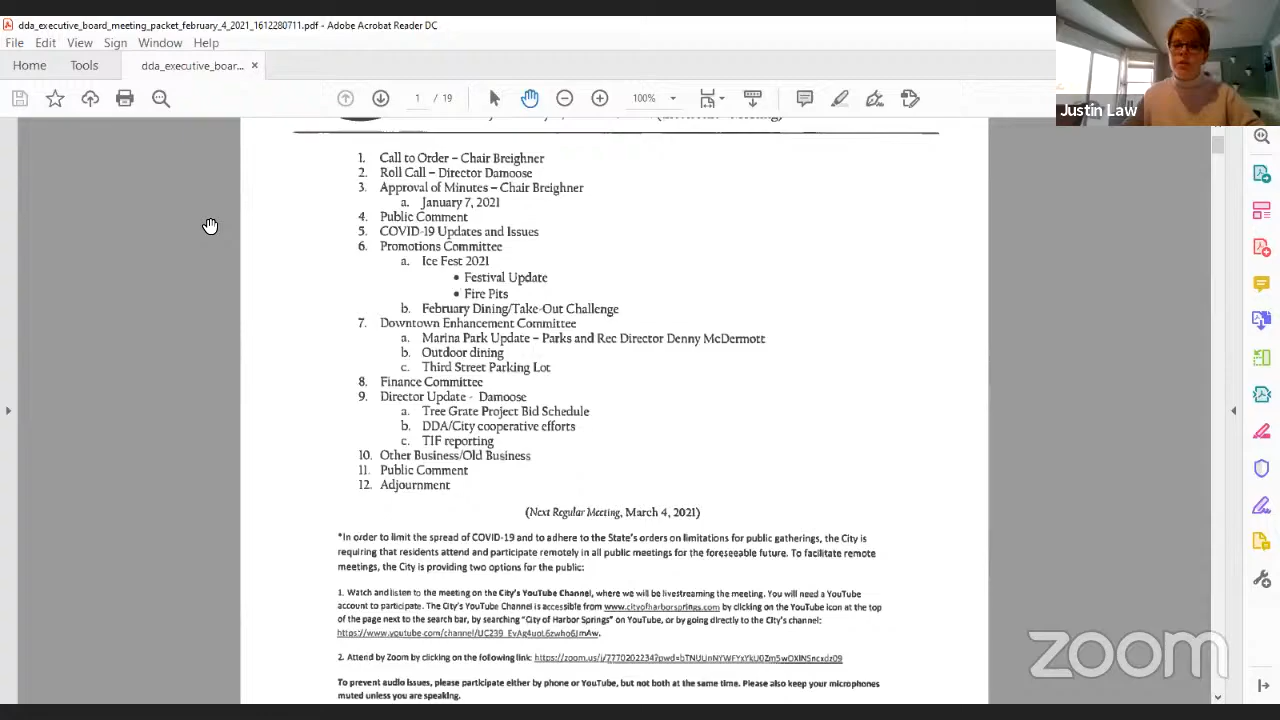 dda_executive_board_meeting_packet_february_4_2021_1612280711.pdf - Adobe Acrobat Reader DC
File Edit View Sign Window Help
Home Tools dda_executive_boar... ×
1 / 19 100%
Justin Law
1. Call to Order – Chair Breighner
2. Roll Call – Director Damoose
3. Approval of Minutes – Chair Breighner
a. January 7, 2021
4. Public Comment
5. COVID-19 Updates and Issues
6. Promotions Committee
a. Ice Fest 2021
• Festival Update
• Fire Pits
b. February Dining/Take-Out Challenge
7. Downtown Enhancement Committee
a. Marina Park Update – Parks and Rec Director Denny McDermott
b. Outdoor dining
c. Third Street Parking Lot
8. Finance Committee
9. Director Update - Damoose
a. Tree Grate Project Bid Schedule
b. DDA/City cooperative efforts
c. TIF reporting
10. Other Business/Old Business
11. Public Comment
12. Adjournment
(Next Regular Meeting, March 4, 2021)
*In order to limit the spread of COVID-19 and to adhere to the State's orders on limitations for public gatherings, the City is
requiring that residents attend and participate remotely in all public meetings for the foreseeable future. To facilitate remote
meetings, the City is providing two options for the public:
1. Watch and listen to the meeting on the City's YouTube Channel, where we will be livestreaming the meeting. You will need a YouTube
account to participate. The City's YouTube Channel is accessible from www.cityofharborsprings.com by clicking on the YouTube icon at the top
of the page next to the search bar, by searching "City of Harbor Springs" on YouTube, or by going directly to the City's channel:
2. Attend by Zoom by clicking on the following link:
To prevent audio issues, please participate either by phone or YouTube, but not both at the same time. Please also keep your microphones
muted unless you are speaking.
zoom